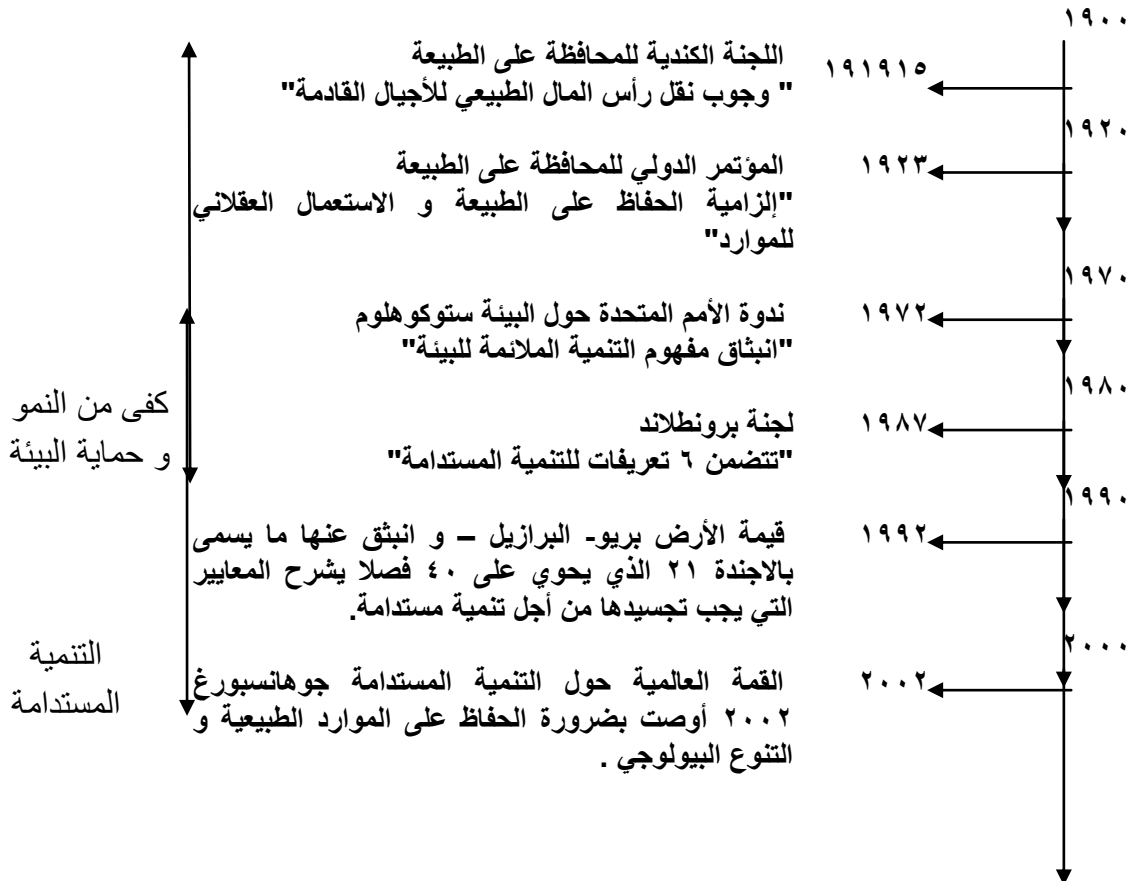 ١٩٠٠
١٩١٩١٥
اللجنة الكندية للمحافظة على الطبيعة
" وجوب نقل رأس المال الطبيعي للأجيال القادمة"
١٩٢٠
١٩٢٣
المؤتمر الدولي للمحافظة على الطبيعة
"إلزامية الحفاظ على الطبيعة و الاستعمال العقلاني
للموارد"
١٩٧٠
١٩٧٢
ندوة الأمم المتحدة حول البيئة ستوكوهلوم
"انبثاق مفهوم التنمية الملائمة للبيئة"
١٩٨٠
١٩٨٧
لجنة برونطلاند
"تتضمن ٦ تعريفات للتنمية المستدامة"
كفى من النمو
و حماية البيئة
١٩٩٠
١٩٩٢
قيمة الأرض بريو- البرازيل – و انبثق عنها ما يسمى
بالاجندة ٢١ الذي يحوي على ٤٠ فصلا يشرح المعايير
التي يجب تجسيدها من أجل تنمية مستدامة.
٢٠٠٠
٢٠٠٢
القمة العالمية حول التنمية المستدامة جوهانسبورغ
٢٠٠٢ أوصت بضرورة الحفاظ على الموارد الطبيعية و
التنوع البيولوجي .
التنمية
المستدامة